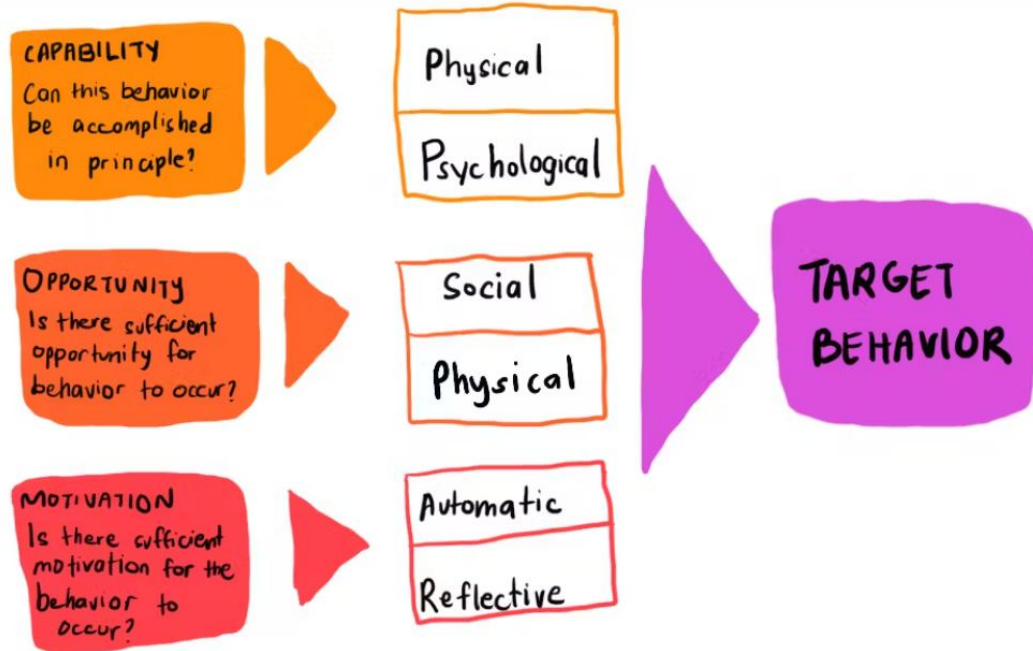 CAPABILITY
Can this behavior
be accomplished
in principle?
Physical
Psychological
OPPORTUNITY
Is there sufficient
opportunity for
behavior to occur?
Social
Physical
MOTIVATION
Is there sufficient
motivation for the
behavior to
occur?
Automatic
Reflective
TARGET
BEHAVIOR